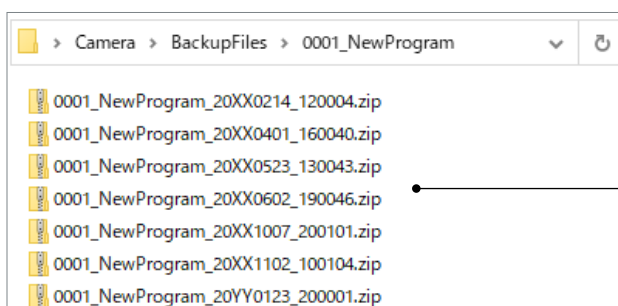 Camera > BackupFiles > 0001_NewProgram
0001_NewProgram_20XX0214_120004.zip
0001_NewProgram_20XX0401_160040.zip
0001_NewProgram_20XX0523_130043.zip
0001_NewProgram_20XX0602_190046.zip
0001_NewProgram_20XX1007_200101.zip
0001_NewProgram_20XX1102_100104.zip
0001_NewProgram_20YY0123_200001.zip